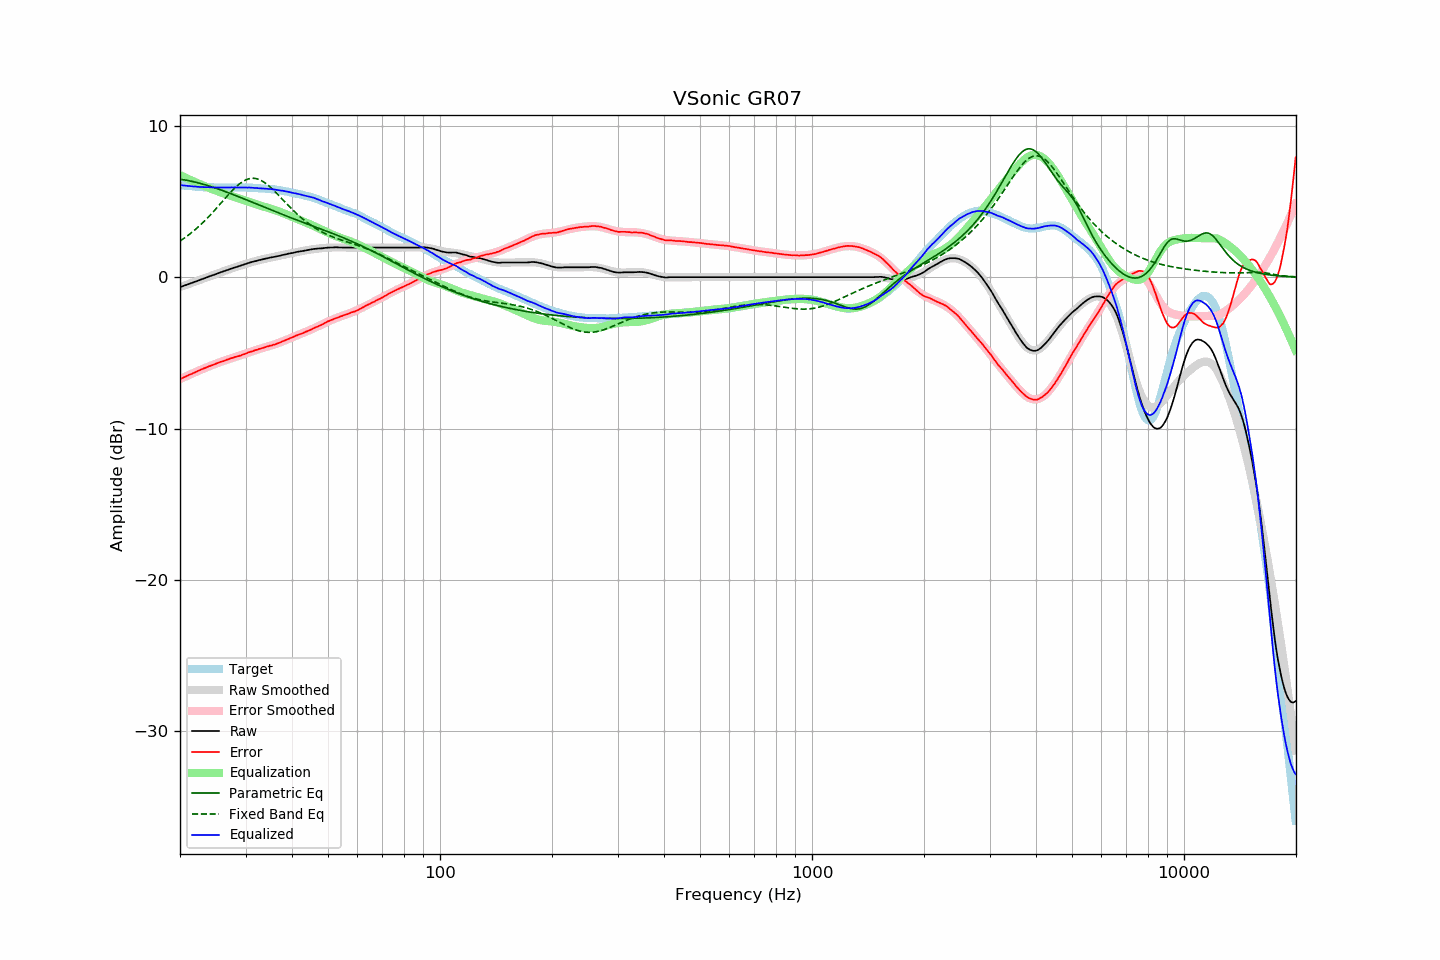 VSonic GR07
10
0
−10
−20
−30
Amplitude (dBr)
100
1000
10000
Frequency (Hz)
Target
Raw Smoothed
Error Smoothed
Raw
Error
Equalization
Parametric Eq
Fixed Band Eq
Equalized